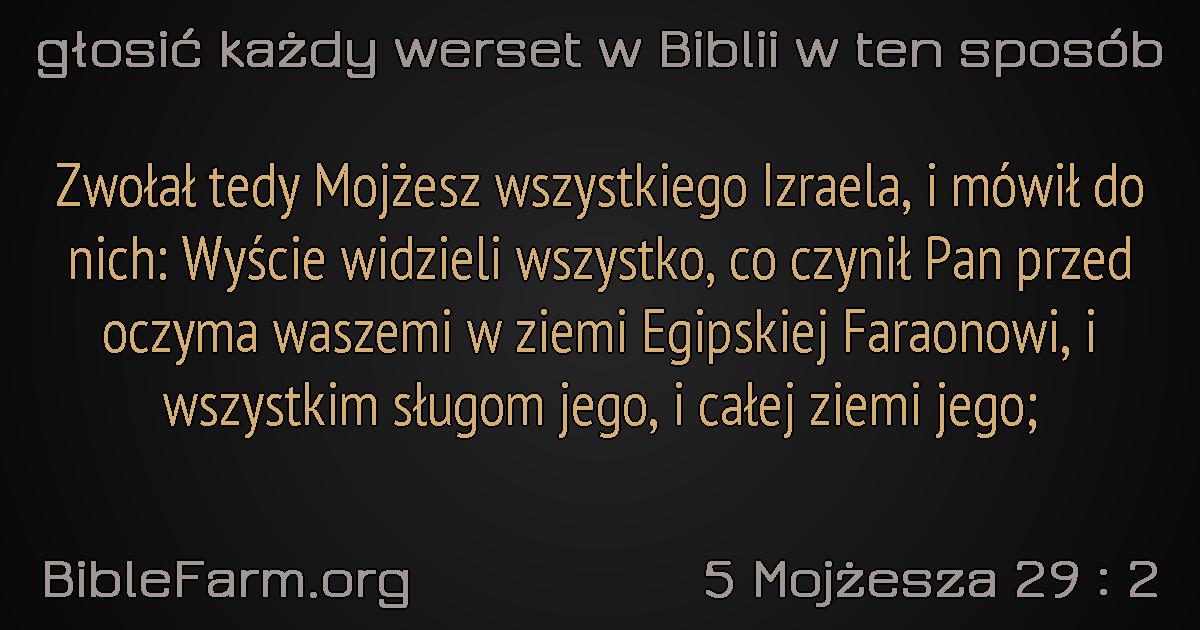 głosić każdy werset w Biblii w ten sposób
Zwołał tedy Mojżesz wszystkiego Izraela, i mówił do
nich: Wyście widzieli wszystko, co czynił Pan przed
oczyma waszemi w ziemi Egipskiej Faraonowi, i
wszystkim sługom jego, i całej ziemi jego;
BibleFarm.org
5 Mojżesza 29 : 2